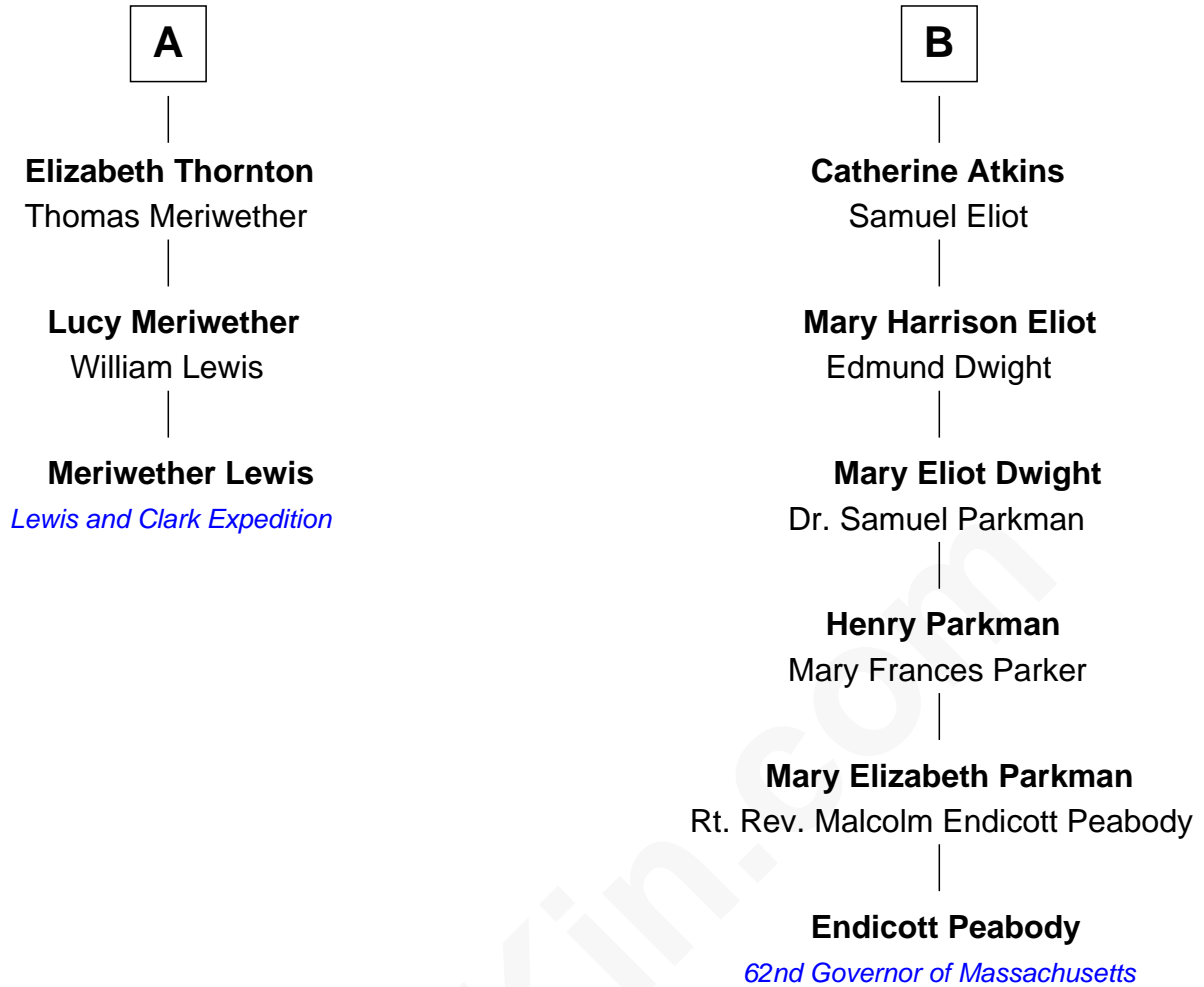 A
Elizabeth Thornton
Thomas Meriwether
Lucy Meriwether
William Lewis
Meriwether Lewis
Lewis and Clark Expedition
B
Catherine Atkins
Samuel Eliot
Mary Harrison Eliot
Edmund Dwight
Mary Eliot Dwight
Dr. Samuel Parkman
Henry Parkman
Mary Frances Parker
Mary Elizabeth Parkman
Rt. Rev. Malcolm Endicott Peabody
Endicott Peabody
62nd Governor of Massachusetts
Kin.com